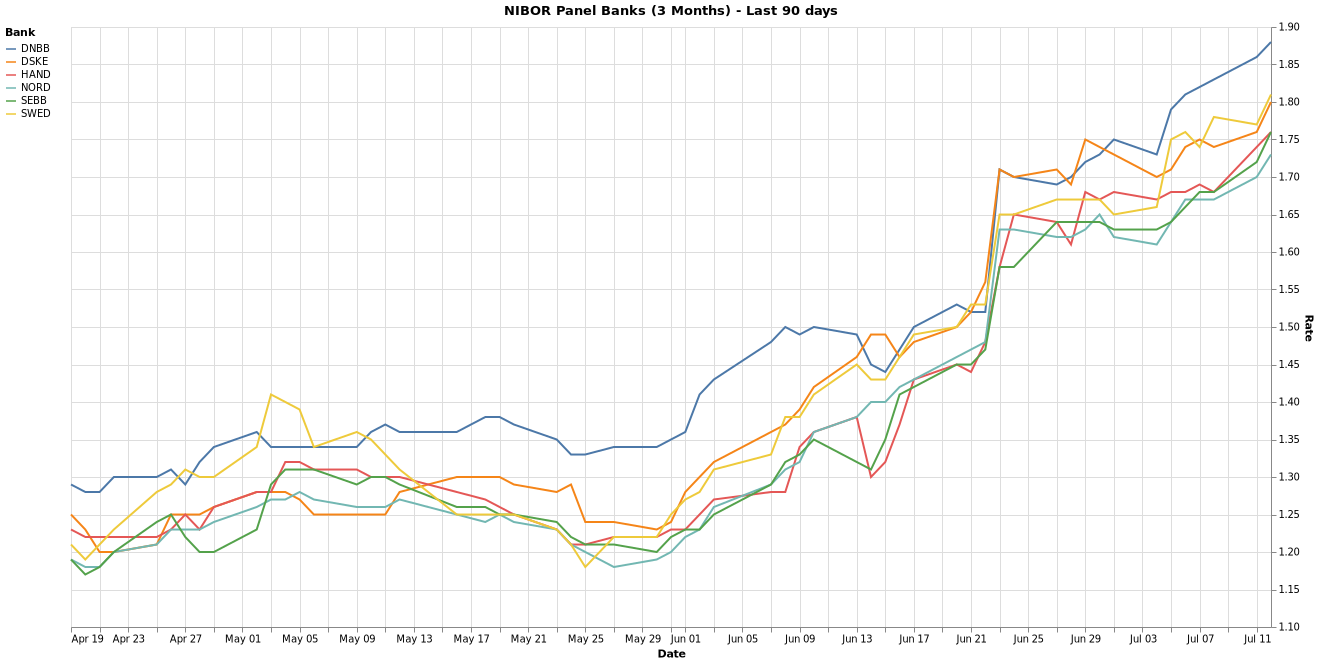 NIBOR Panel Banks (3 Months) - Last 90 days
Bank
DNBB
DSKE
HAND
NORD
SEBB
SWED
1.90
1.85
1.80
1.75
1.70
1.65
1.60
1.55
1.50
1.45
1.40
1.35
1.30
1.25
1.20
1.15
1.10
Rate
Apr 19 Apr 23 Apr 27 May 01 May 05 May 09 May 13 May 17 May 21 May 25 May 29 Jun 01 Jun 05 Jun 09 Jun 13 Jun 17 Jun 21 Jun 25 Jun 29 Jul 03 Jul 07 Jul 11
Date